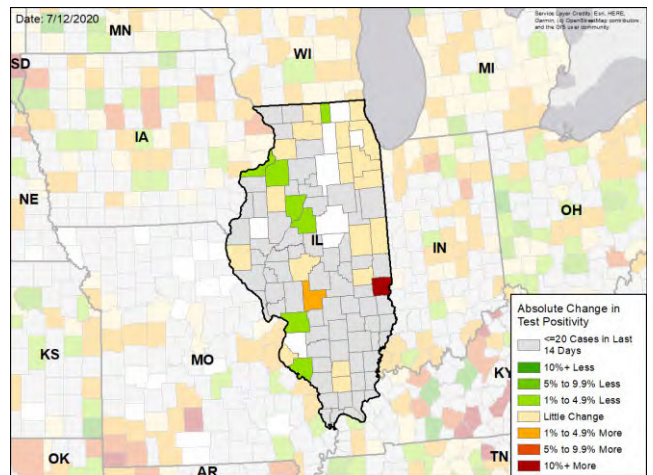 Date: 7/12/2020
Service Layer Credits: Esri, HERE,
Garmin, (c) OpenStreetMap contributors,
and the GIS user community
MN
WI
MI
SD
IA
NE
IL
IN
OH
KS
MO
KY
OK
AR
TN
Absolute Change in
Test Positivity
<=20 Cases in Last
14 Days
10%+ Less
5% to 9.9% Less
1% to 4.9% Less
Little Change
1% to 4.9% More
5% to 9.9% More
10%+ More